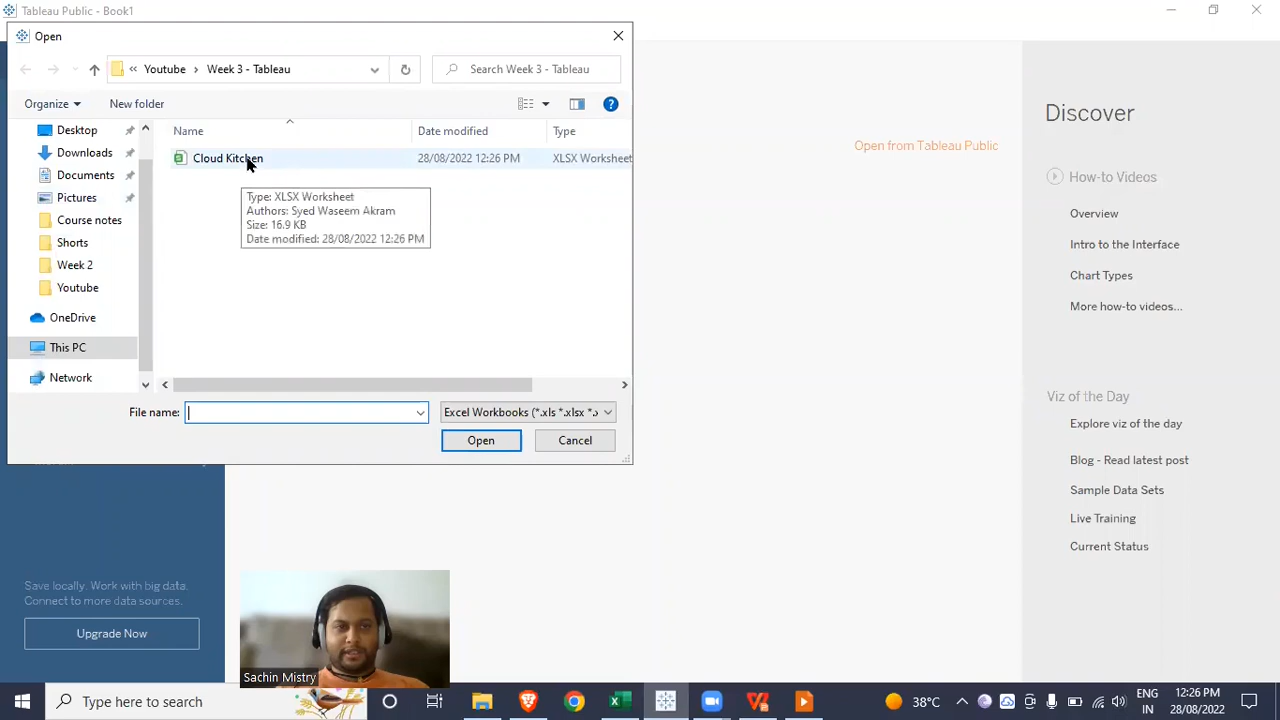 Tableau Public - Book1
Open
Youtube
Week 3 - Tableau
Search Week 3 - Tableau
Organize
New folder
Name
Date modified
Type
Desktop
Downloads
Documents
Pictures
Course notes
Shorts
Week 2
Youtube
OneDrive
This PC
Network
Cloud Kitchen
28/08/2022 12:26 PM
XLSX Worksheet
Type: XLSX Worksheet
Authors: Syed Waseem Akram
Size: 16.9 KB
Date modified: 28/08/2022 12:26 PM
File name:
Excel Workbooks (*.xls *.xlsx *.x
Open
Cancel
Open from Tableau Public
Discover
How-to Videos
Overview
Intro to the Interface
Chart Types
More how-to videos...
Viz of the Day
Explore viz of the day
Blog - Read latest post
Sample Data Sets
Live Training
Current Status
Save locally. Work with big data.
Connect to more data sources.
Upgrade Now
Sachin Mistry
Type here to search
38°C
ENG
IN
12:26 PM
28/08/2022